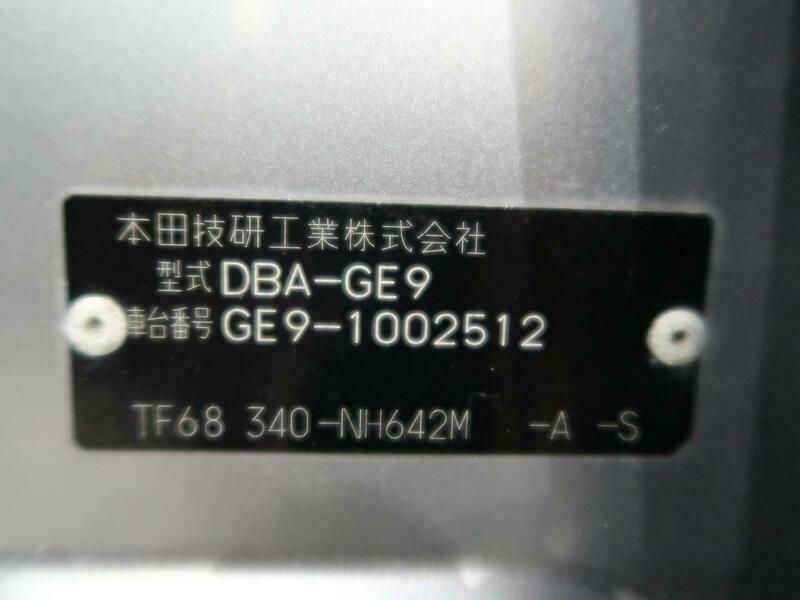 本田技研工業株式会社
型式 DBA-GE9
車台番号 GE9-1002512
TF68 340-NH642M -A -S